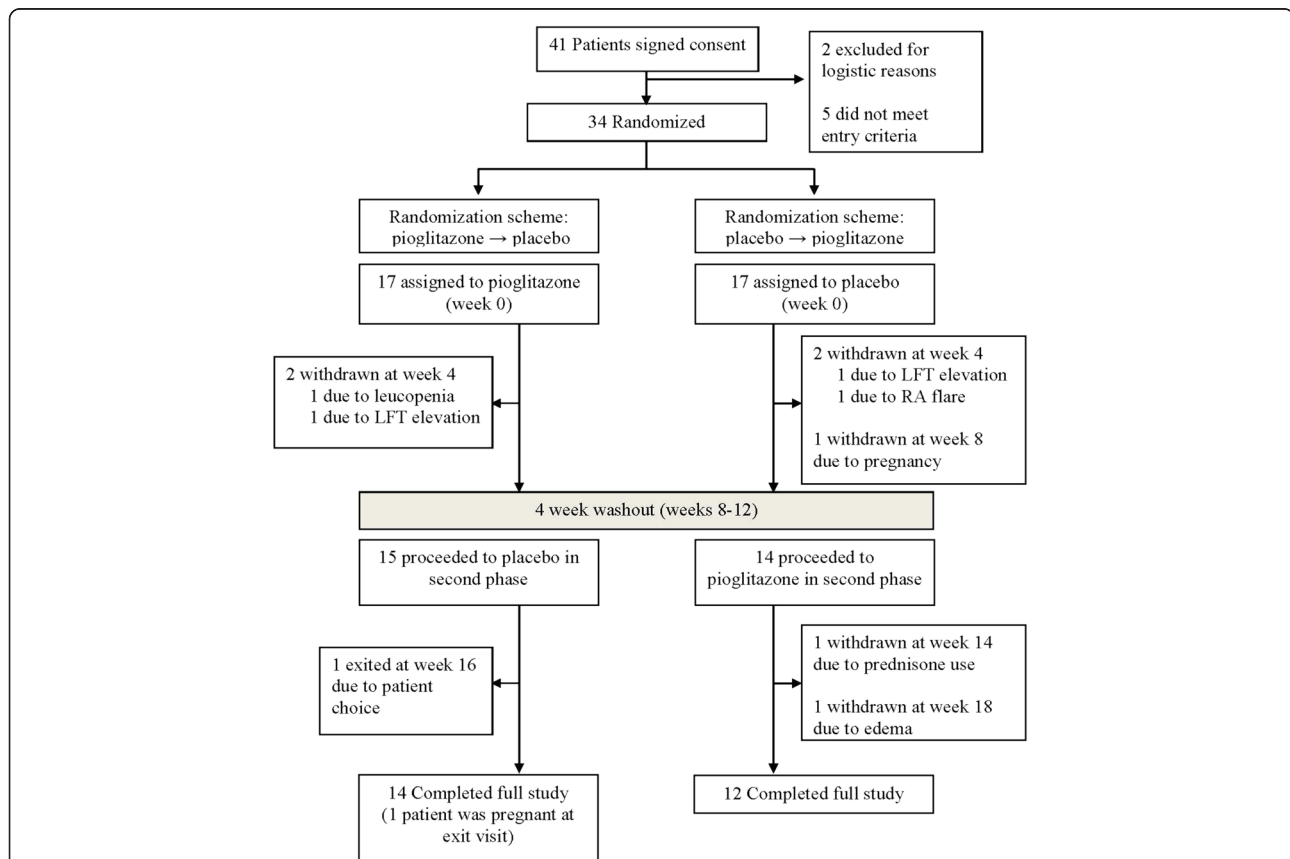 41 Patients signed consent
2 excluded for
logistic reasons
5 did not meet
entry criteria
34 Randomized
Randomization scheme:
pioglitazone → placebo
Randomization scheme:
placebo → pioglitazone
17 assigned to pioglitazone
(week 0)
17 assigned to placebo
(week 0)
2 withdrawn at week 4
1 due to leucopenia
1 due to LFT elevation
2 withdrawn at week 4
1 due to LFT elevation
1 due to RA flare
1 withdrawn at week 8
due to pregnancy
4 week washout (weeks 8-12)
15 proceeded to placebo in
second phase
14 proceeded to
pioglitazone in second phase
1 exited at week 16
due to patient
choice
1 withdrawn at week 14
due to prednisone use
1 withdrawn at week 18
due to edema
14 Completed full study
(1 patient was pregnant at
exit visit)
12 Completed full study